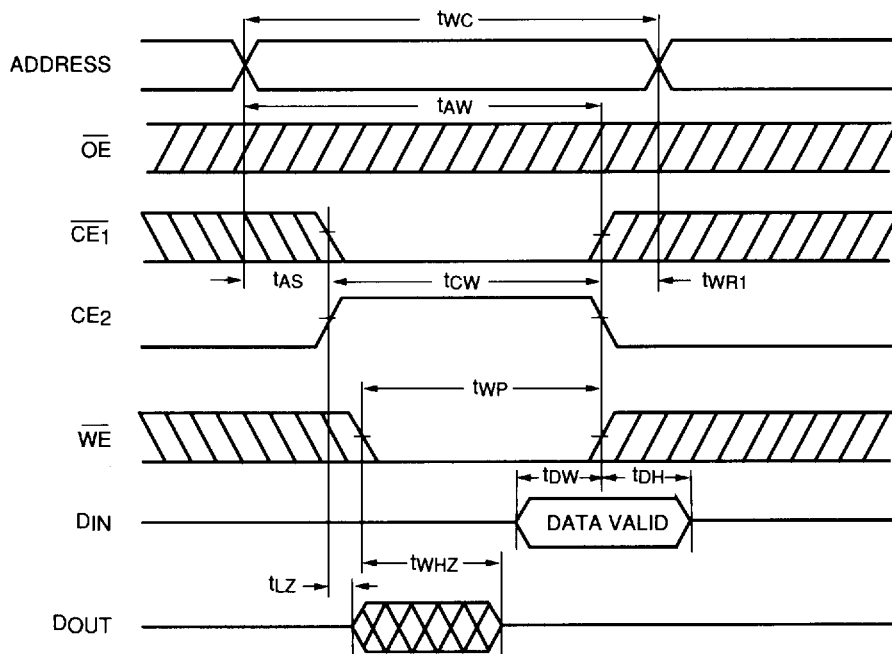 tWC
ADDRESS
tAW
OE
CE1
tAS
tCW
tWR1
CE2
tWP
WE
tDW
tDH
DIN
DATA VALID
tWHZ
tLZ
DOUT